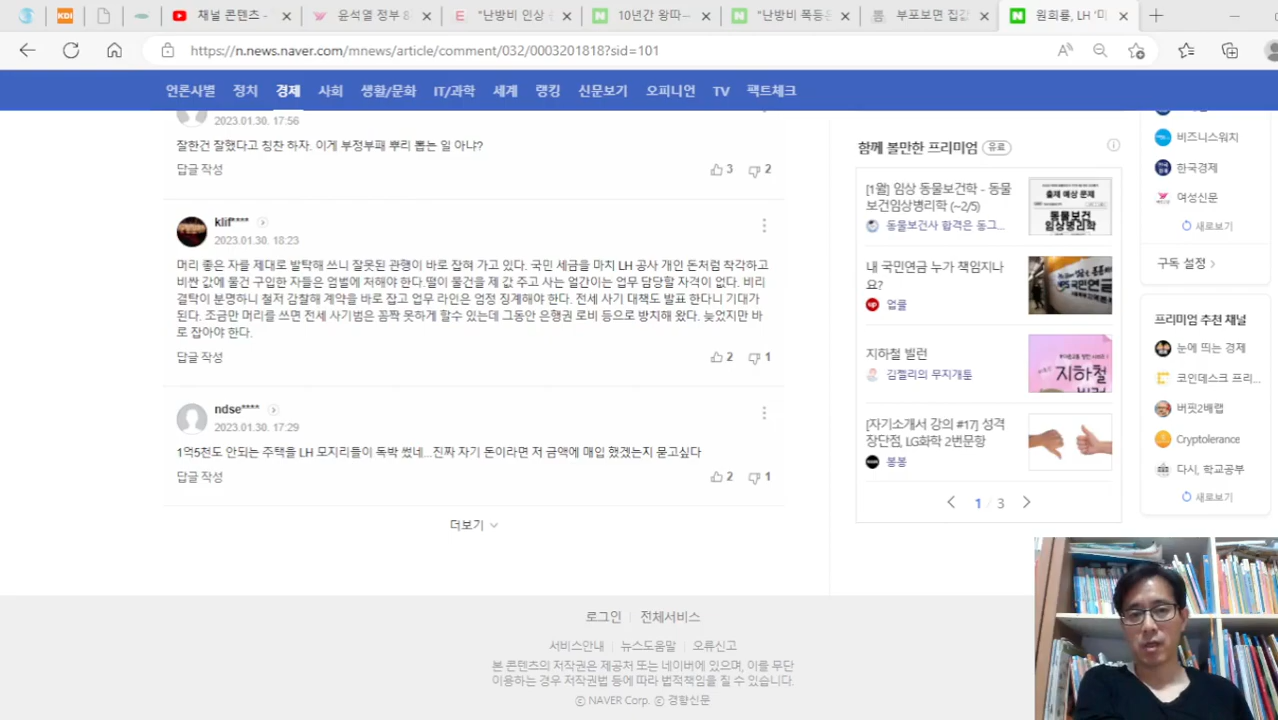 KDI
채널 콘텐츠 -
윤석열 정부 8
"난방비 인상
10년간 왕따
"난방비 폭등
부포보면 집값
원희룡, LH '미
https://n.news.naver.com/mnews/article/comment/032/0003201818?sid=101
언론사별 정치 경제 사회 생활/문화 IT/과학 세계 랭킹 신문보기 오피니언 TV 팩트체크
2023.01.30. 17:56
잘한건 잘했다고 칭찬 하자. 이게 부정부패 뿌리 뽑는 일 아냐?
답글 작성
3 2
klif****
2023.01.30. 18:23
머리 좋은 자를 제대로 발탁해 쓰니 잘못된 관행이 바로 잡혀 가고 있다. 국민 세금을 마치 LH 공사 개인 돈처럼 착각하고
비싼 값에 물건 구입한 자들은 엄벌에 처해야 한다.떨이 물건을 제 값 주고 사는 얼간이는 업무 담당할 자격이 없다. 비리
결탁이 분명하니 철저 감찰해 계약을 바로 잡고 업무 라인은 엄정 징계해야 한다. 전세 사기 대책도 발표 한다니 기대가
된다. 조금만 머리를 쓰면 전세 사기범은 꼼짝 못하게 할수 있는데 그동안 은행권 로비 등으로 방치해 왔다. 늦었지만 바
로 잡아야 한다.
답글 작성
2 1
ndse****
2023.01.30. 17:29
1억5천도 안되는 주택을 LH 모지리들이 독박 썼네...진짜 자기 돈이라면 저 금액에 매입 했겠는지 묻고싶다
답글 작성
2 1
더보기
함께 볼만한 프리미엄 유료
[1월] 임상 동물보건학 - 동물
보건임상병리학 (~2/5)
동물보건사 합격은 동그...
출제 예상 문제
동물보건
임상병리학
내 국민연금 누가 책임지나
요?
업플
지하철 빌런
김젤리의 무지개툰
지하철
빌런
[자기소개서 강의 #17] 성격
장단점, LG화학 2번문항
봉봉
1 / 3
비즈니스워치
한국경제
여성신문
새로보기
구독 설정
프리미엄 추천 채널
눈에 띄는 경제
코인데스크 프리...
버핏2배랩
Cryptolerance
다시, 학교공부
새로보기
로그인 전체서비스
서비스안내 뉴스도움말 오류신고
본 콘텐츠의 저작권은 제공처 또는 네이버에 있으며, 이를 무단
이용하는 경우 저작권법 등에 따라 법적책임을 질 수 있습니다.
ⓒ NAVER Corp. ⓒ 경향신문